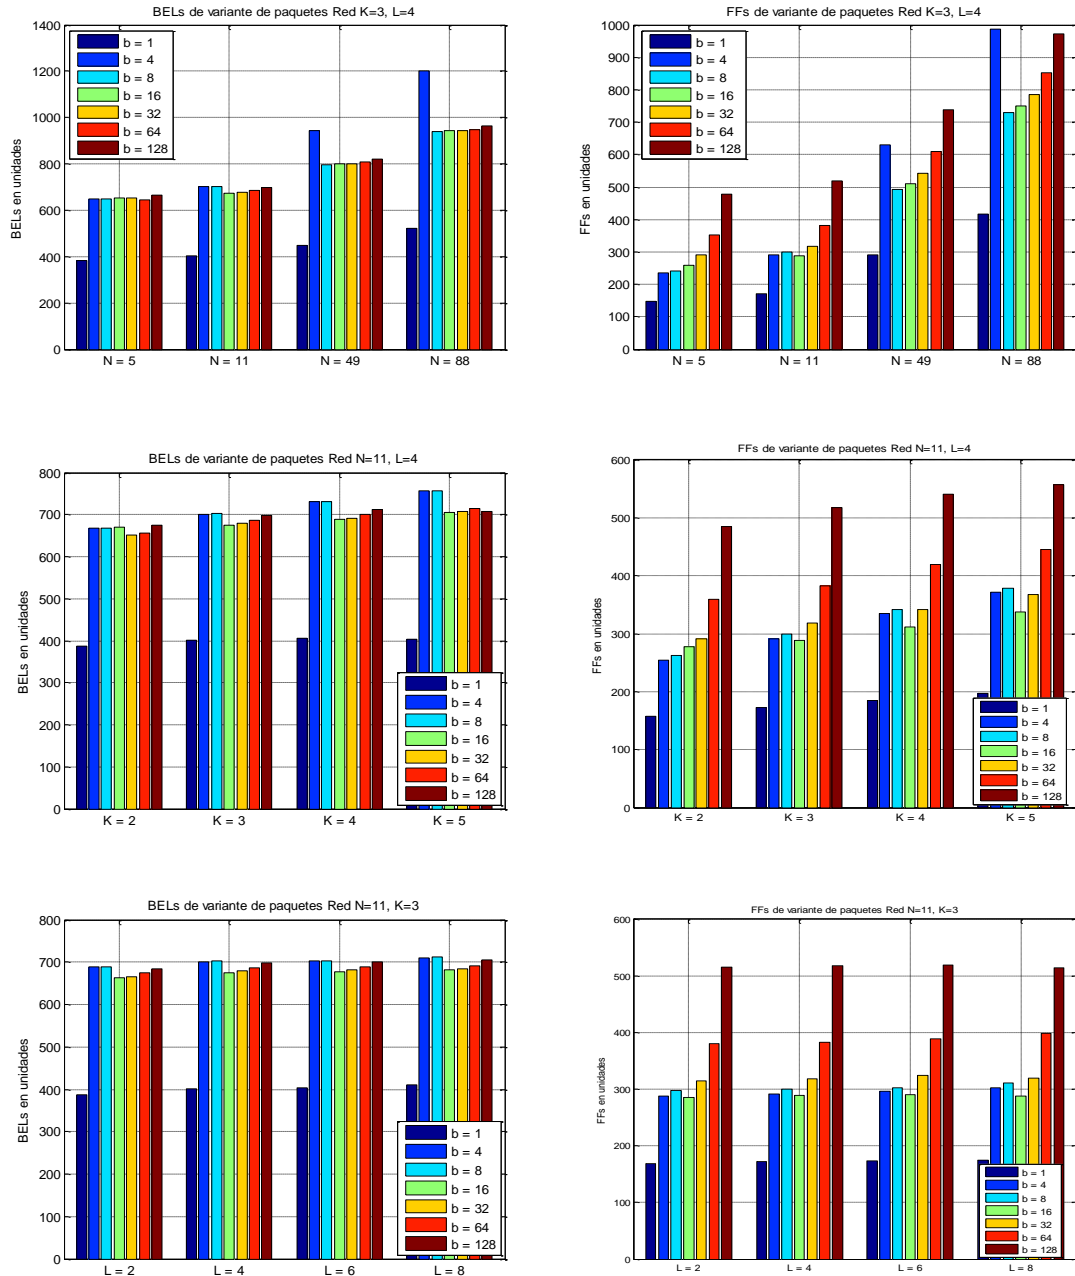 BELs de variante de paquetes Red K=3, L=4
BELs en unidades
1400
1200
1000
800
600
400
200
0
b = 1
b = 4
b = 8
b = 16
b = 32
b = 64
b = 128
N = 5
N = 11
N = 49
N = 88
FFs de variante de paquetes Red K=3, L=4
FFs en unidades
1000
900
800
700
600
500
400
300
200
100
0
b = 1
b = 4
b = 8
b = 16
b = 32
b = 64
b = 128
N = 5
N = 11
N = 49
N = 88
BELs de variante de paquetes Red N=11, L=4
BELs en unidades
800
700
600
500
400
300
200
100
0
b = 1
b = 4
b = 8
b = 16
b = 32
b = 64
b = 128
K = 2
K = 3
K = 4
K = 5
FFs de variante de paquetes Red N=11, L=4
FFs en unidades
600
500
400
300
200
100
0
b = 1
b = 4
b = 8
b = 16
b = 32
b = 64
b = 128
K = 2
K = 3
K = 4
K = 5
BELs de variante de paquetes Red N=11, K=3
BELs en unidades
800
700
600
500
400
300
200
100
0
b = 1
b = 4
b = 8
b = 16
b = 32
b = 64
b = 128
L = 2
L = 4
L = 6
L = 8
FFs de variante de paquetes Red N=11, K=3
FFs en unidades
600
500
400
300
200
100
0
b = 1
b = 4
b = 8
b = 16
b = 32
b = 64
b = 128
L = 2
L = 4
L = 6
L = 8